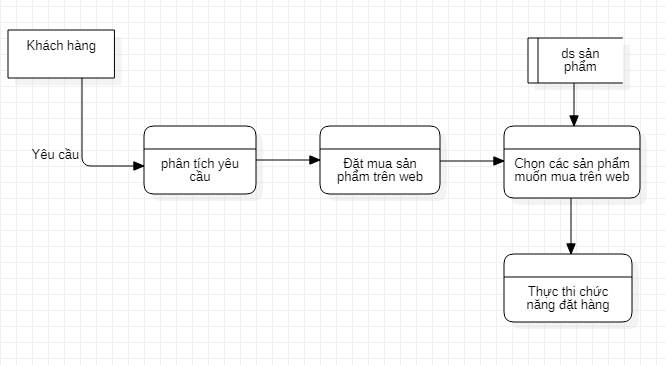 Khách hàng
ds sản
phẩm
Yêu cầu
phân tích yêu
cầu
Đặt mua sản
phẩm trên web
Chọn các sản phẩm
muốn mua trên web
Thực thi chức
năng đặt hàng